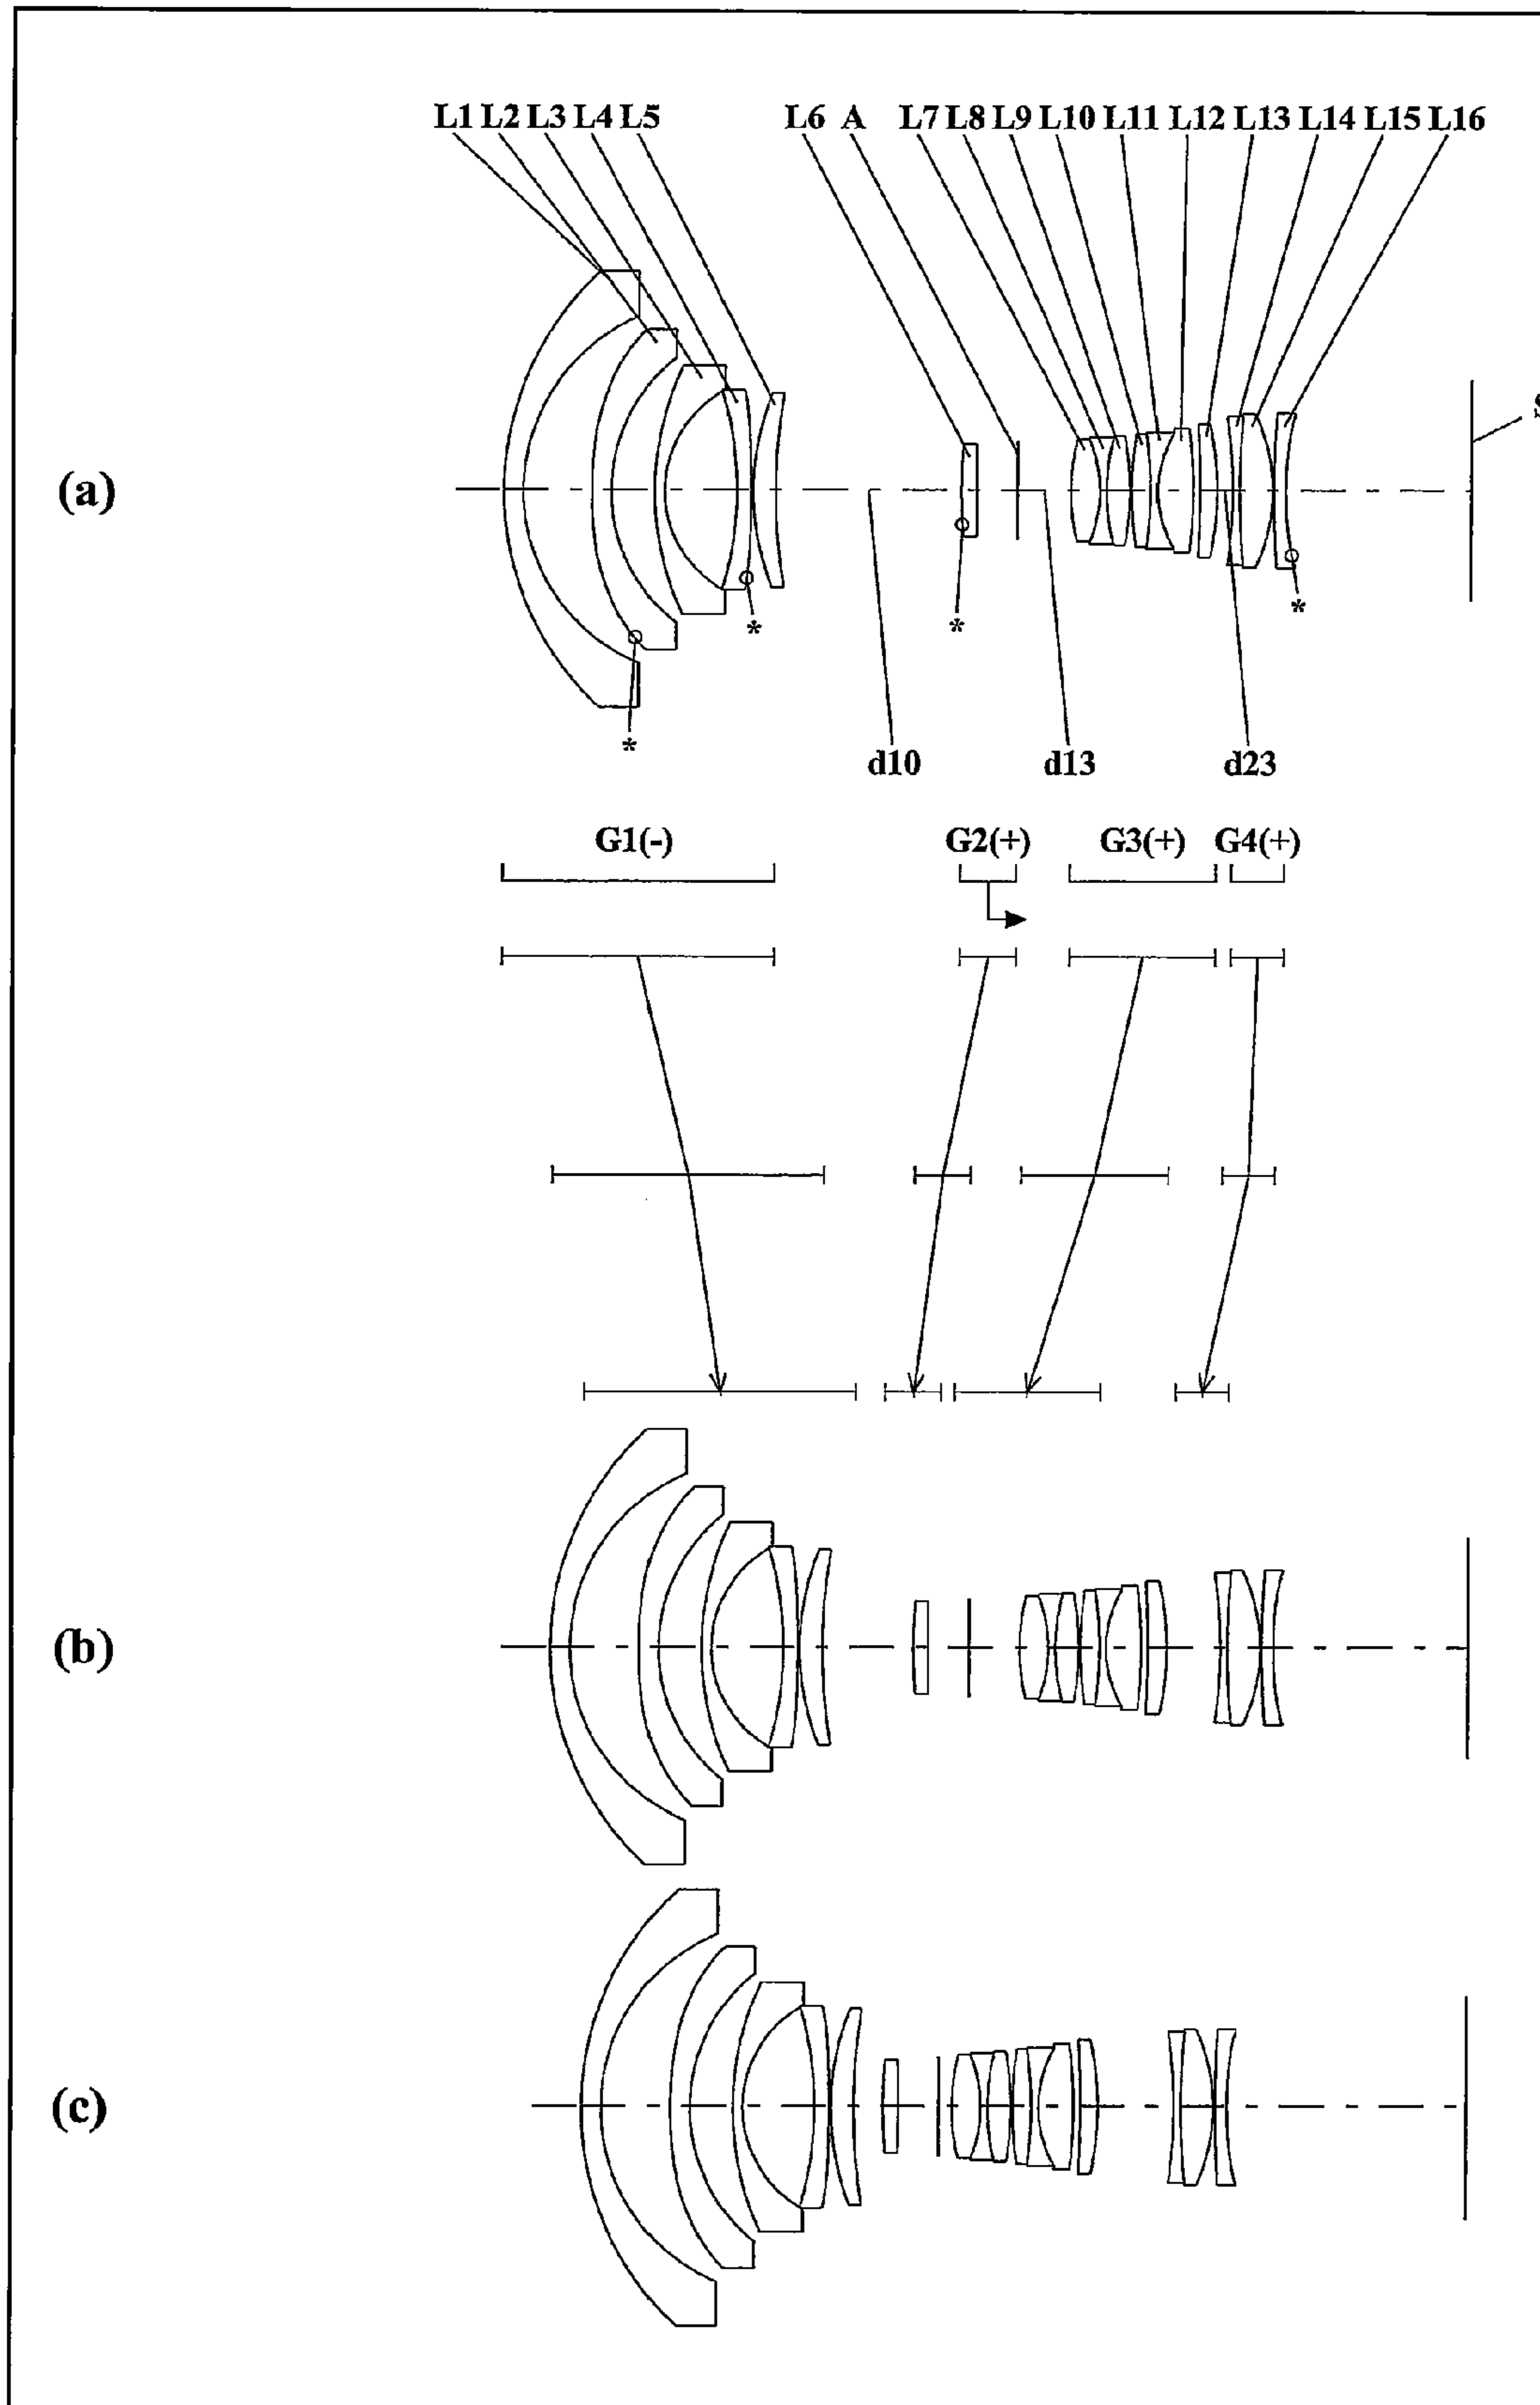 L1 L2 L3 L4 L5 L6 A L7 L8 L9 L10 L11 L12 L13 L14 L15 L16
S
(a)
* * * *
d10 d13 d23
G1(-) G2(+) G3(+) G4(+)
(b)
(c)